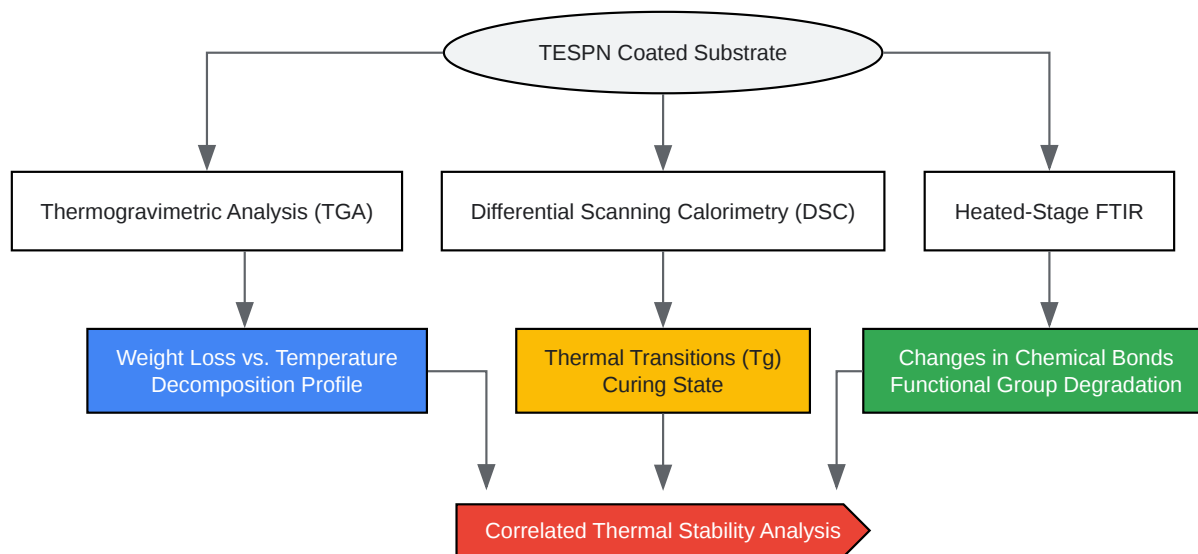 TESPN Coated Substrate
Thermogravimetric Analysis (TGA)
Differential Scanning Calorimetry (DSC)
Heated-Stage FTIR
Weight Loss vs. Temperature
Decomposition Profile
Thermal Transitions (Tg)
Curing State
Changes in Chemical Bonds
Functional Group Degradation
Correlated Thermal Stability Analysis